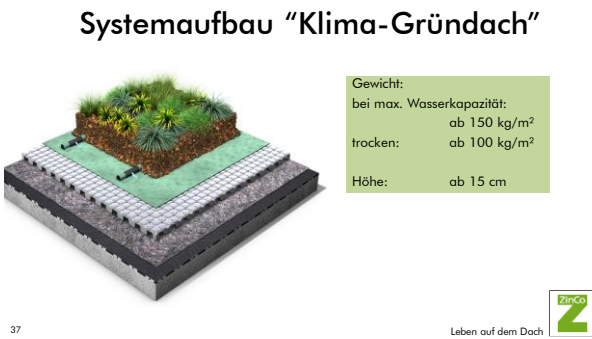 Systemaufbau “Klima-Gründach”
Gewicht:
bei max. Wasserkapazität:
ab 150 kg/m²
trocken: ab 100 kg/m²
Höhe: ab 15 cm
37
Leben auf dem Dach
ZinCo